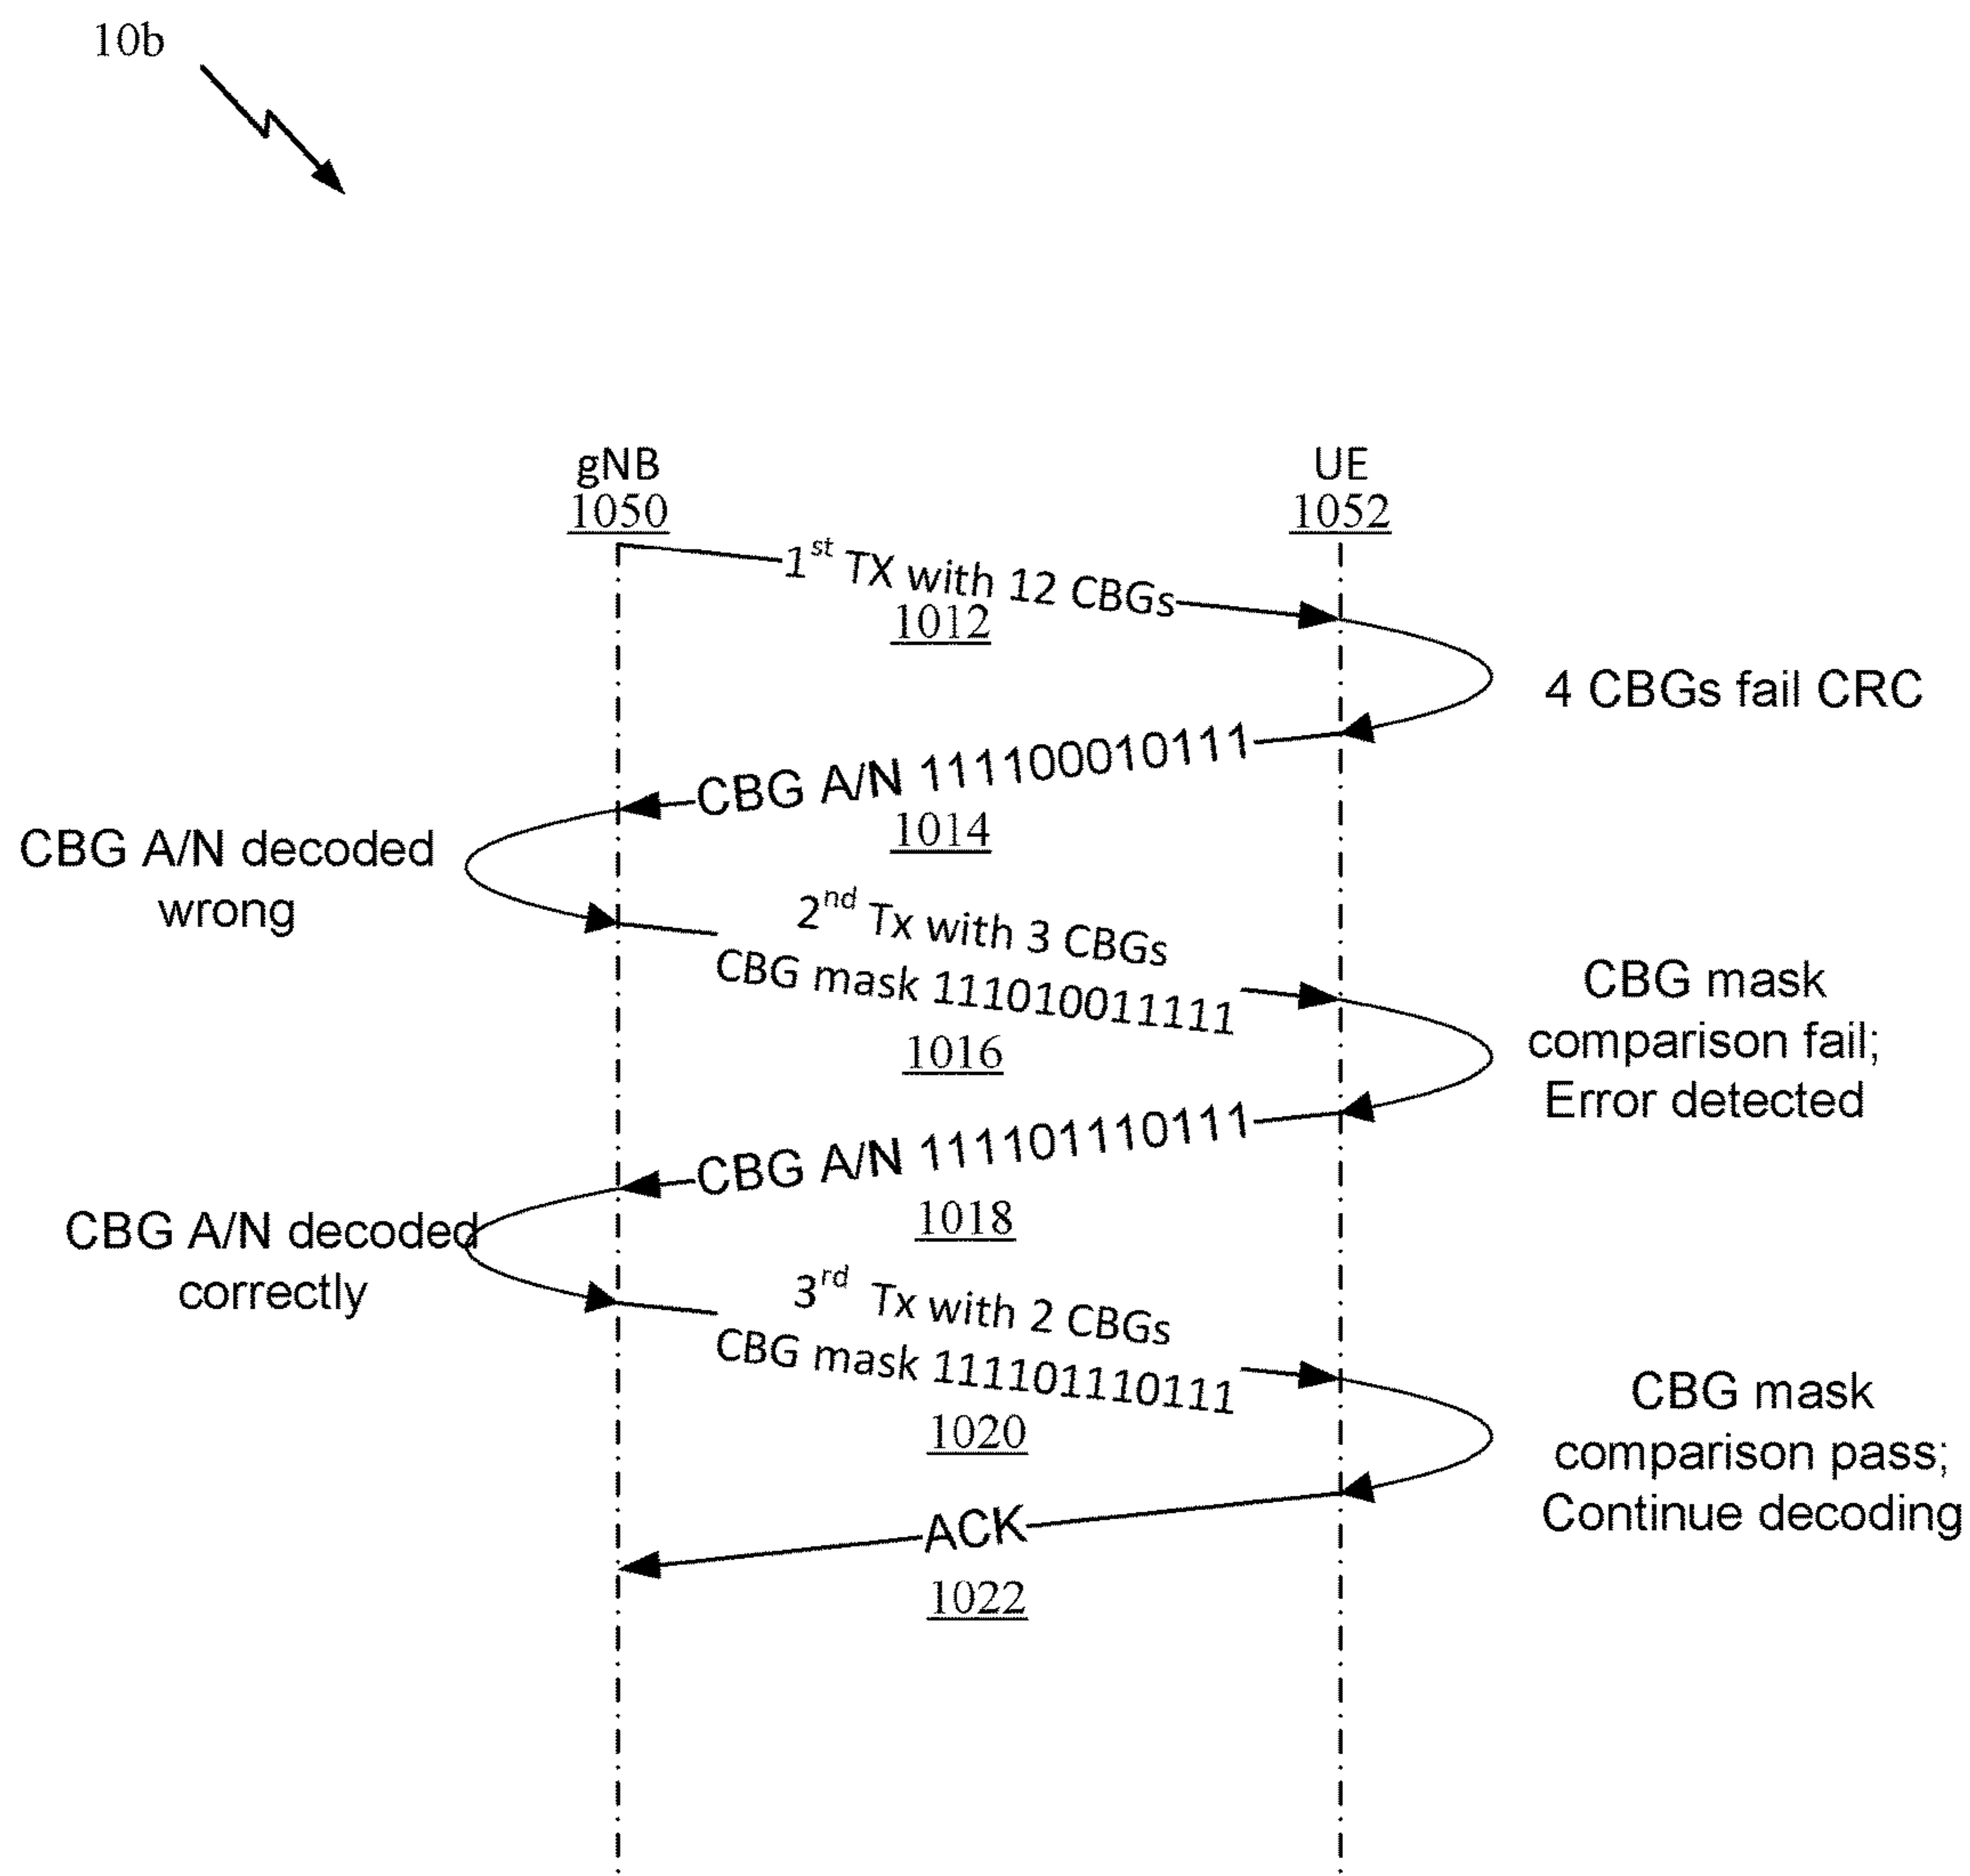 10b
gNB
1050
UE
1052
1st TX with 12 CBGs
1012
4 CBGs fail CRC
CBG A/N 111100010111
1014
CBG A/N decoded
wrong
2nd Tx with 3 CBGs
CBG mask 111010011111
1016
CBG mask
comparison fail;
Error detected
CBG A/N 111101110111
1018
CBG A/N decoded
correctly
3rd Tx with 2 CBGs
CBG mask 111101110111
1020
CBG mask
comparison pass;
Continue decoding
ACK
1022